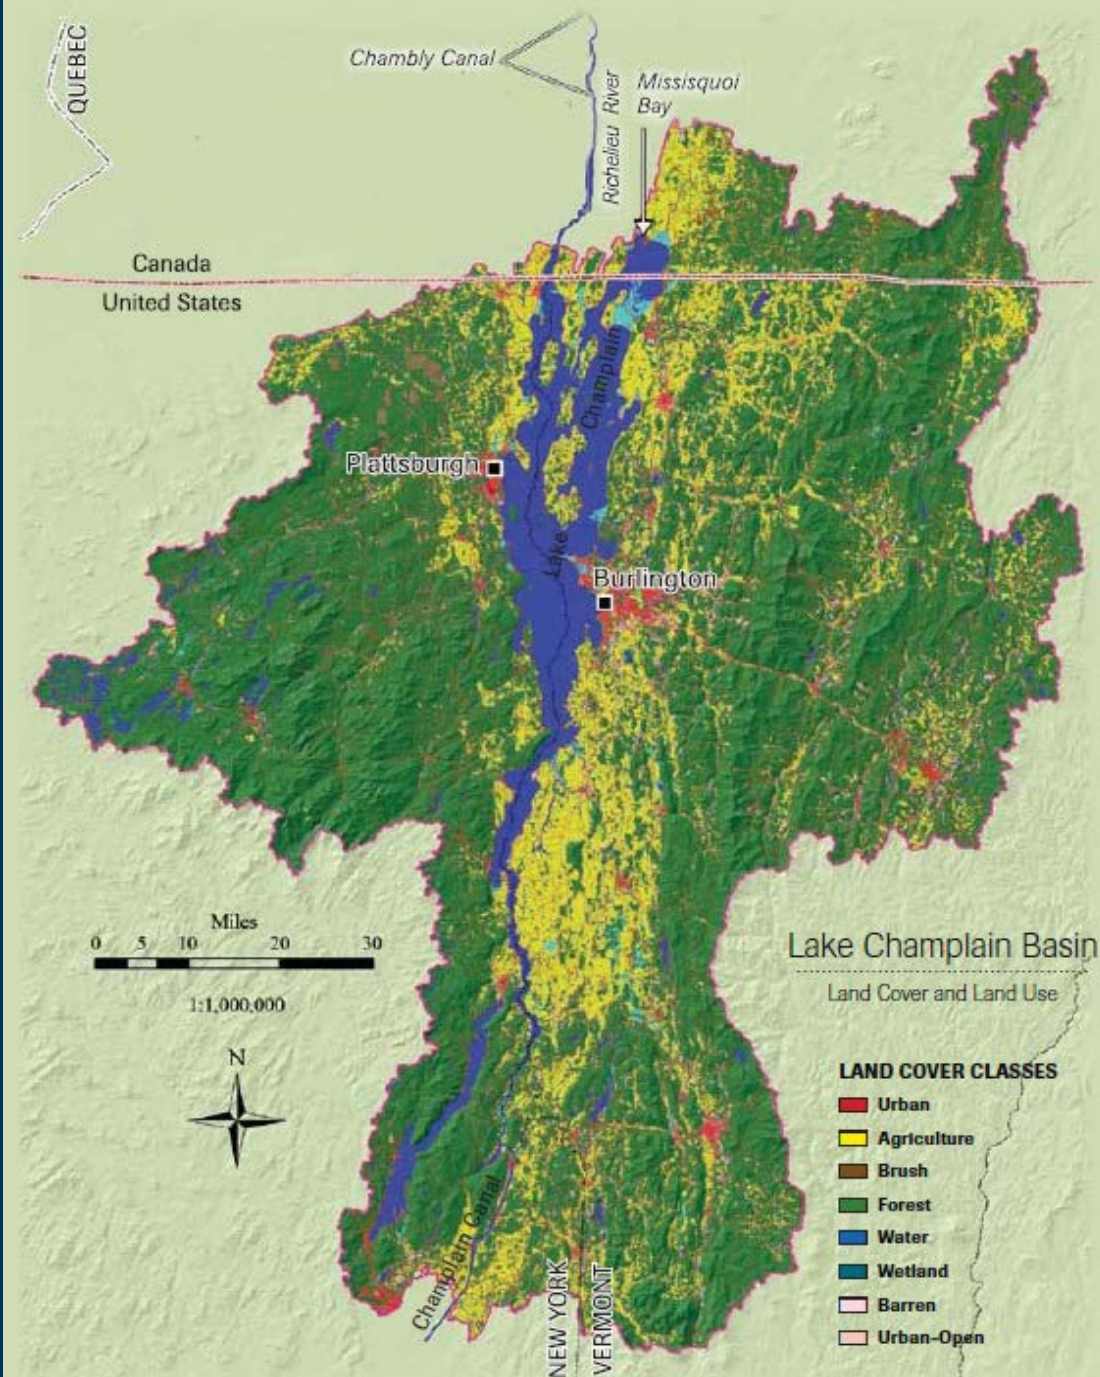 QUEBEC
Chambly Canal
Richelieu River
Missisquoi
Bay
Canada
United States
Lake Champlain
Plattsburgh
Burlington
Miles
0 5 10 20 30
1:1,000,000
N
Lake Champlain Basin
Land Cover and Land Use
LAND COVER CLASSES
Urban
Agriculture
Brush
Forest
Water
Wetland
Barren
Urban-Open
Champlain Canal
NEW YORK
VERMONT